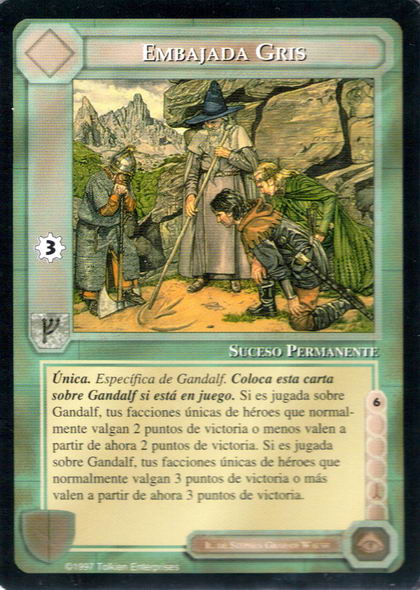 EMBAJADA GRIS
3
SUCESO PERMANENTE
Única. Específica de Gandalf. Coloca esta carta
sobre Gandalf si está en juego. Si es jugada sobre
Gandalf, tus facciones únicas de héroes que normal-
mente valgan 2 puntos de victoria o menos valen a
partir de ahora 2 puntos de victoria. Si es jugada
sobre Gandalf, tus facciones únicas de héroes que
normalmente valgan 3 puntos de victoria o más
valen a partir de ahora 3 puntos de victoria.
6
©1997 Tolkien Enterprises